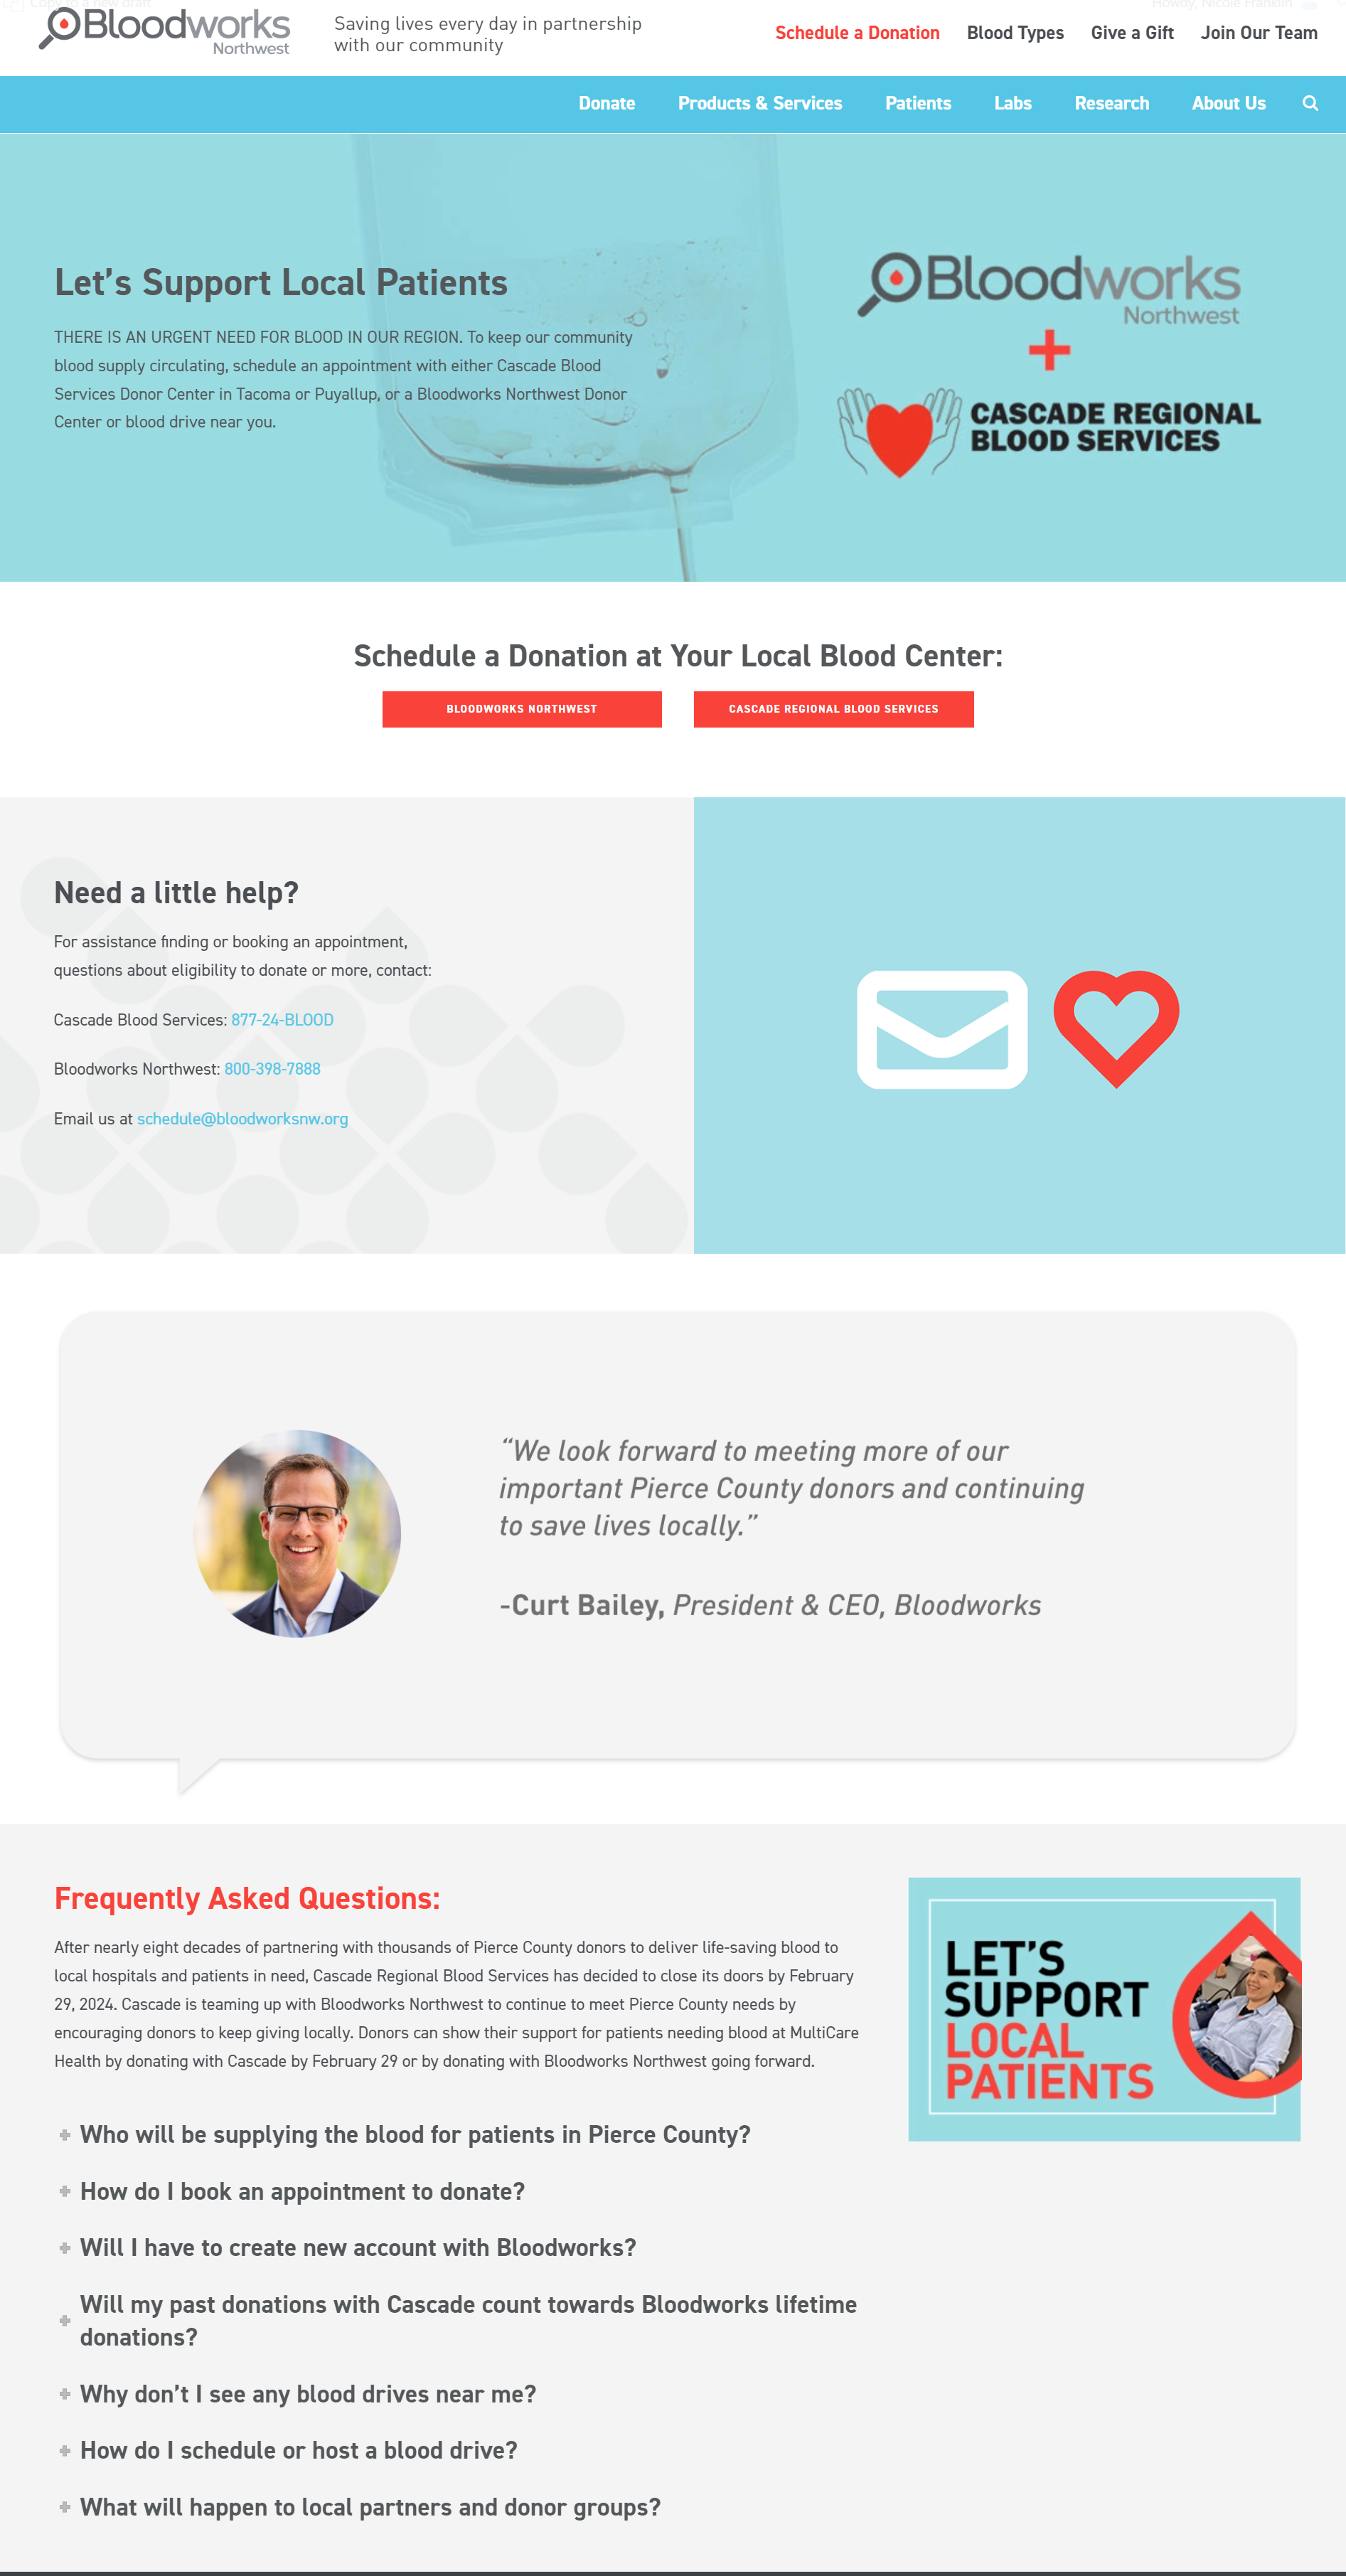 Copy to a new draft
Howdy, Nicole Franklin
Bloodworks
Northwest
Saving lives every day in partnership
with our community
Schedule a Donation Blood Types Give a Gift Join Our Team
Donate Products & Services Patients Labs Research About Us
Let’s Support Local Patients
THERE IS AN URGENT NEED FOR BLOOD IN OUR REGION. To keep our community
blood supply circulating, schedule an appointment with either Cascade Blood
Services Donor Center in Tacoma or Puyallup, or a Bloodworks Northwest Donor
Center or blood drive near you.
Bloodworks
Northwest
+
CASCADE REGIONAL
BLOOD SERVICES
Schedule a Donation at Your Local Blood Center:
BLOODWORKS NORTHWEST
CASCADE REGIONAL BLOOD SERVICES
Need a little help?
For assistance finding or booking an appointment,
questions about eligibility to donate or more, contact:
Cascade Blood Services: 877-24-BLOOD
Bloodworks Northwest: 800-398-7888
Email us at schedule@bloodworksnw.org
“We look forward to meeting more of our
important Pierce County donors and continuing
to save lives locally.”
-Curt Bailey, President & CEO, Bloodworks
Frequently Asked Questions:
After nearly eight decades of partnering with thousands of Pierce County donors to deliver life-saving blood to
local hospitals and patients in need, Cascade Regional Blood Services has decided to close its doors by February
29, 2024. Cascade is teaming up with Bloodworks Northwest to continue to meet Pierce County needs by
encouraging donors to keep giving locally. Donors can show their support for patients needing blood at MultiCare
Health by donating with Cascade by February 29 or by donating with Bloodworks Northwest going forward.
LET’S
SUPPORT
LOCAL
PATIENTS
Who will be supplying the blood for patients in Pierce County?
How do I book an appointment to donate?
Will I have to create new account with Bloodworks?
Will my past donations with Cascade count towards Bloodworks lifetime
donations?
Why don’t I see any blood drives near me?
How do I schedule or host a blood drive?
What will happen to local partners and donor groups?